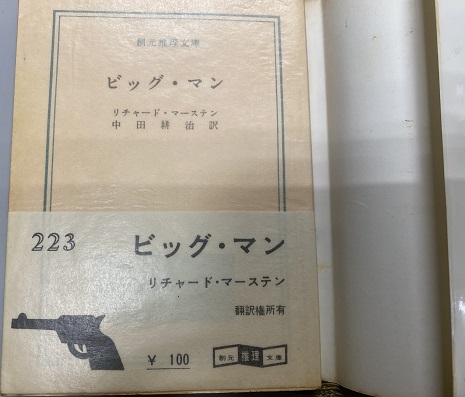 創元推理文庫
ビッグ・マン
リチャード・マーステン
中田耕治訳
223
ビッグ・マン
リチャード・マーステン
翻訳権所有
¥ 100
創元 推理 文庫